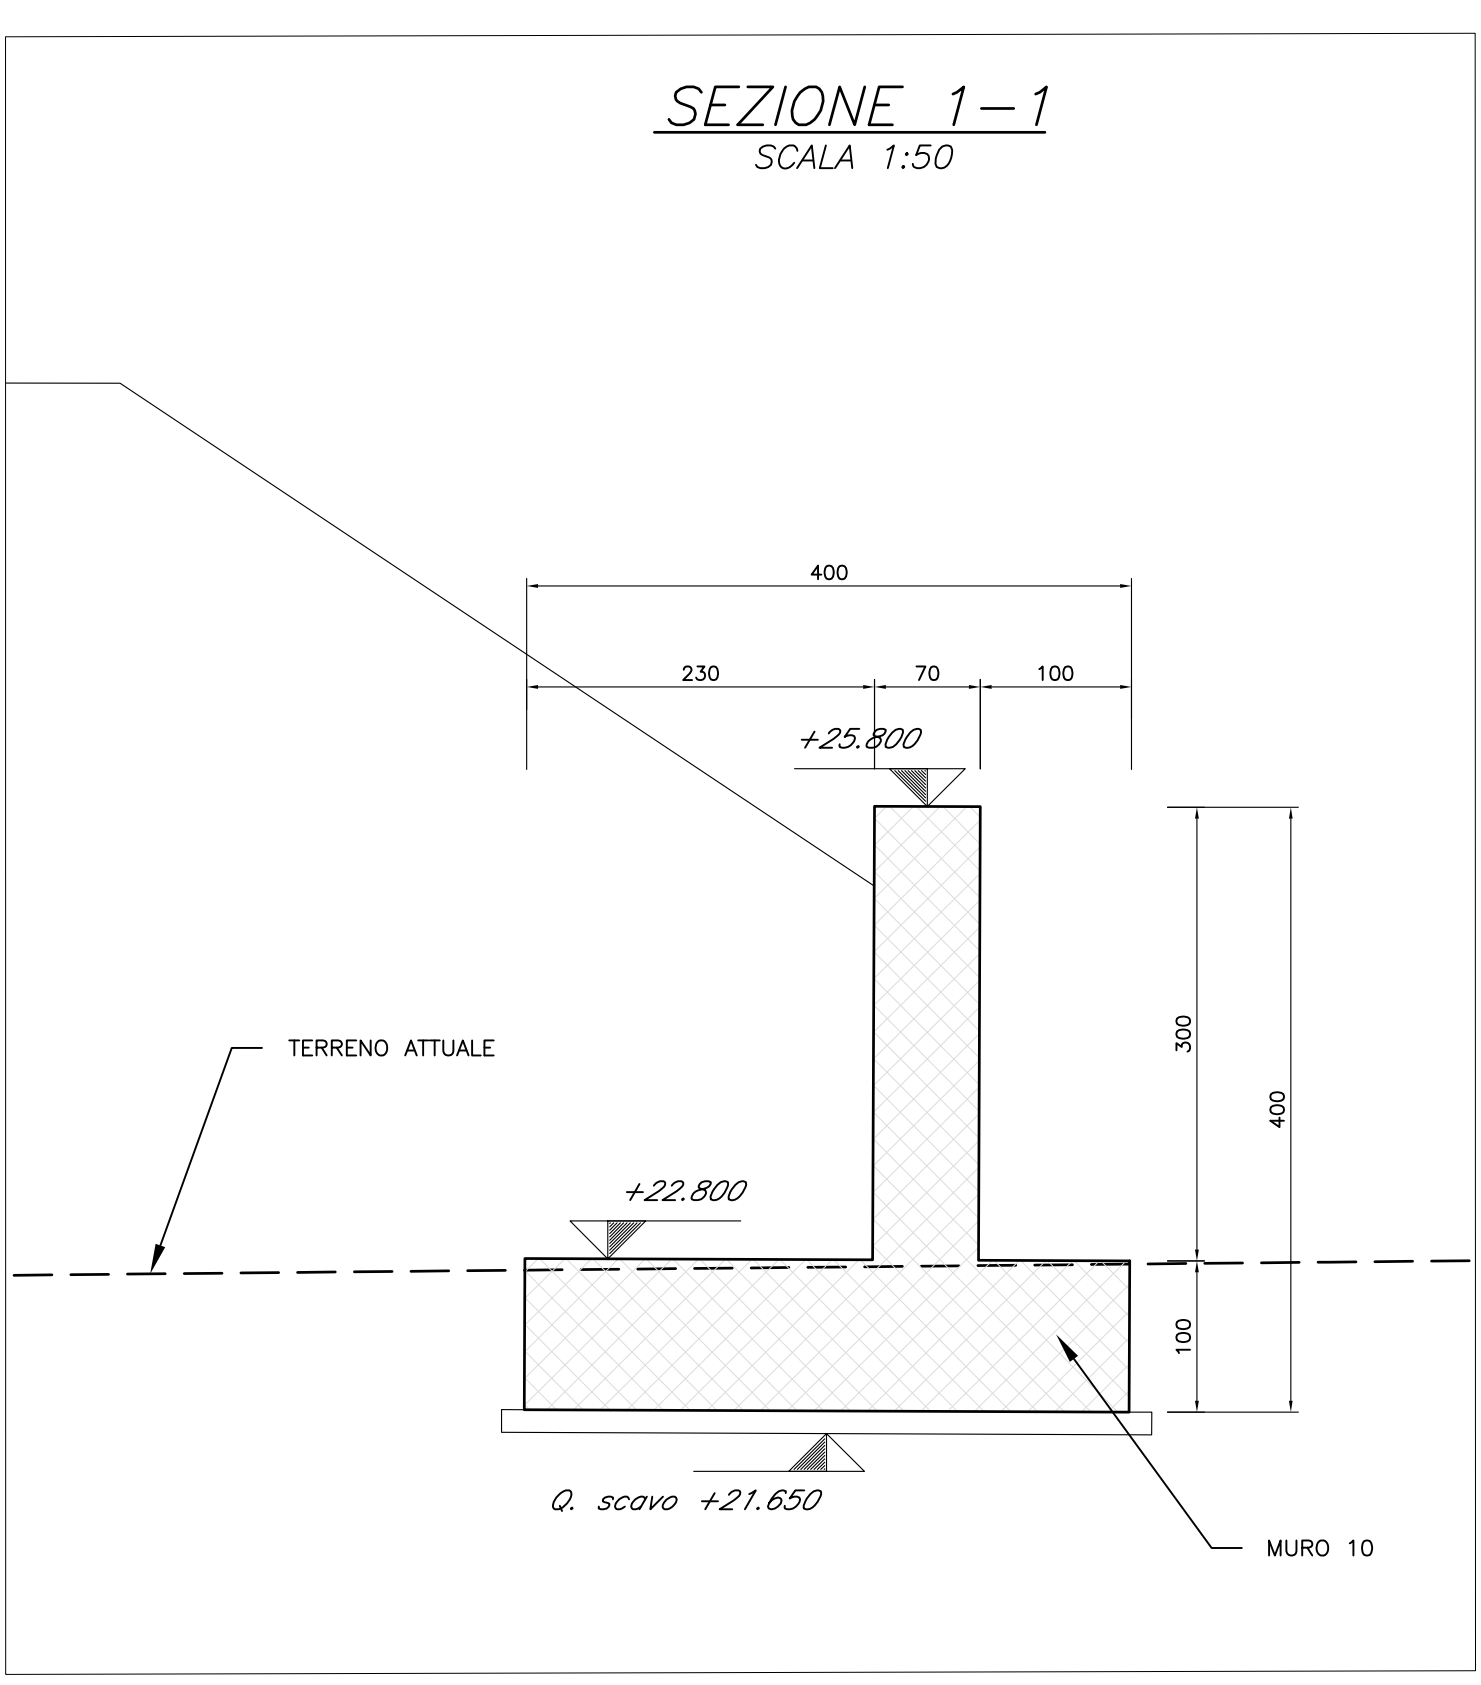 SEZIONE 1-1
SCALA 1:50
400
230 70 100
+25.800
300
TERRENO ATTUALE
400
+22.800
100
Q. scavo +21.650
MURO 10